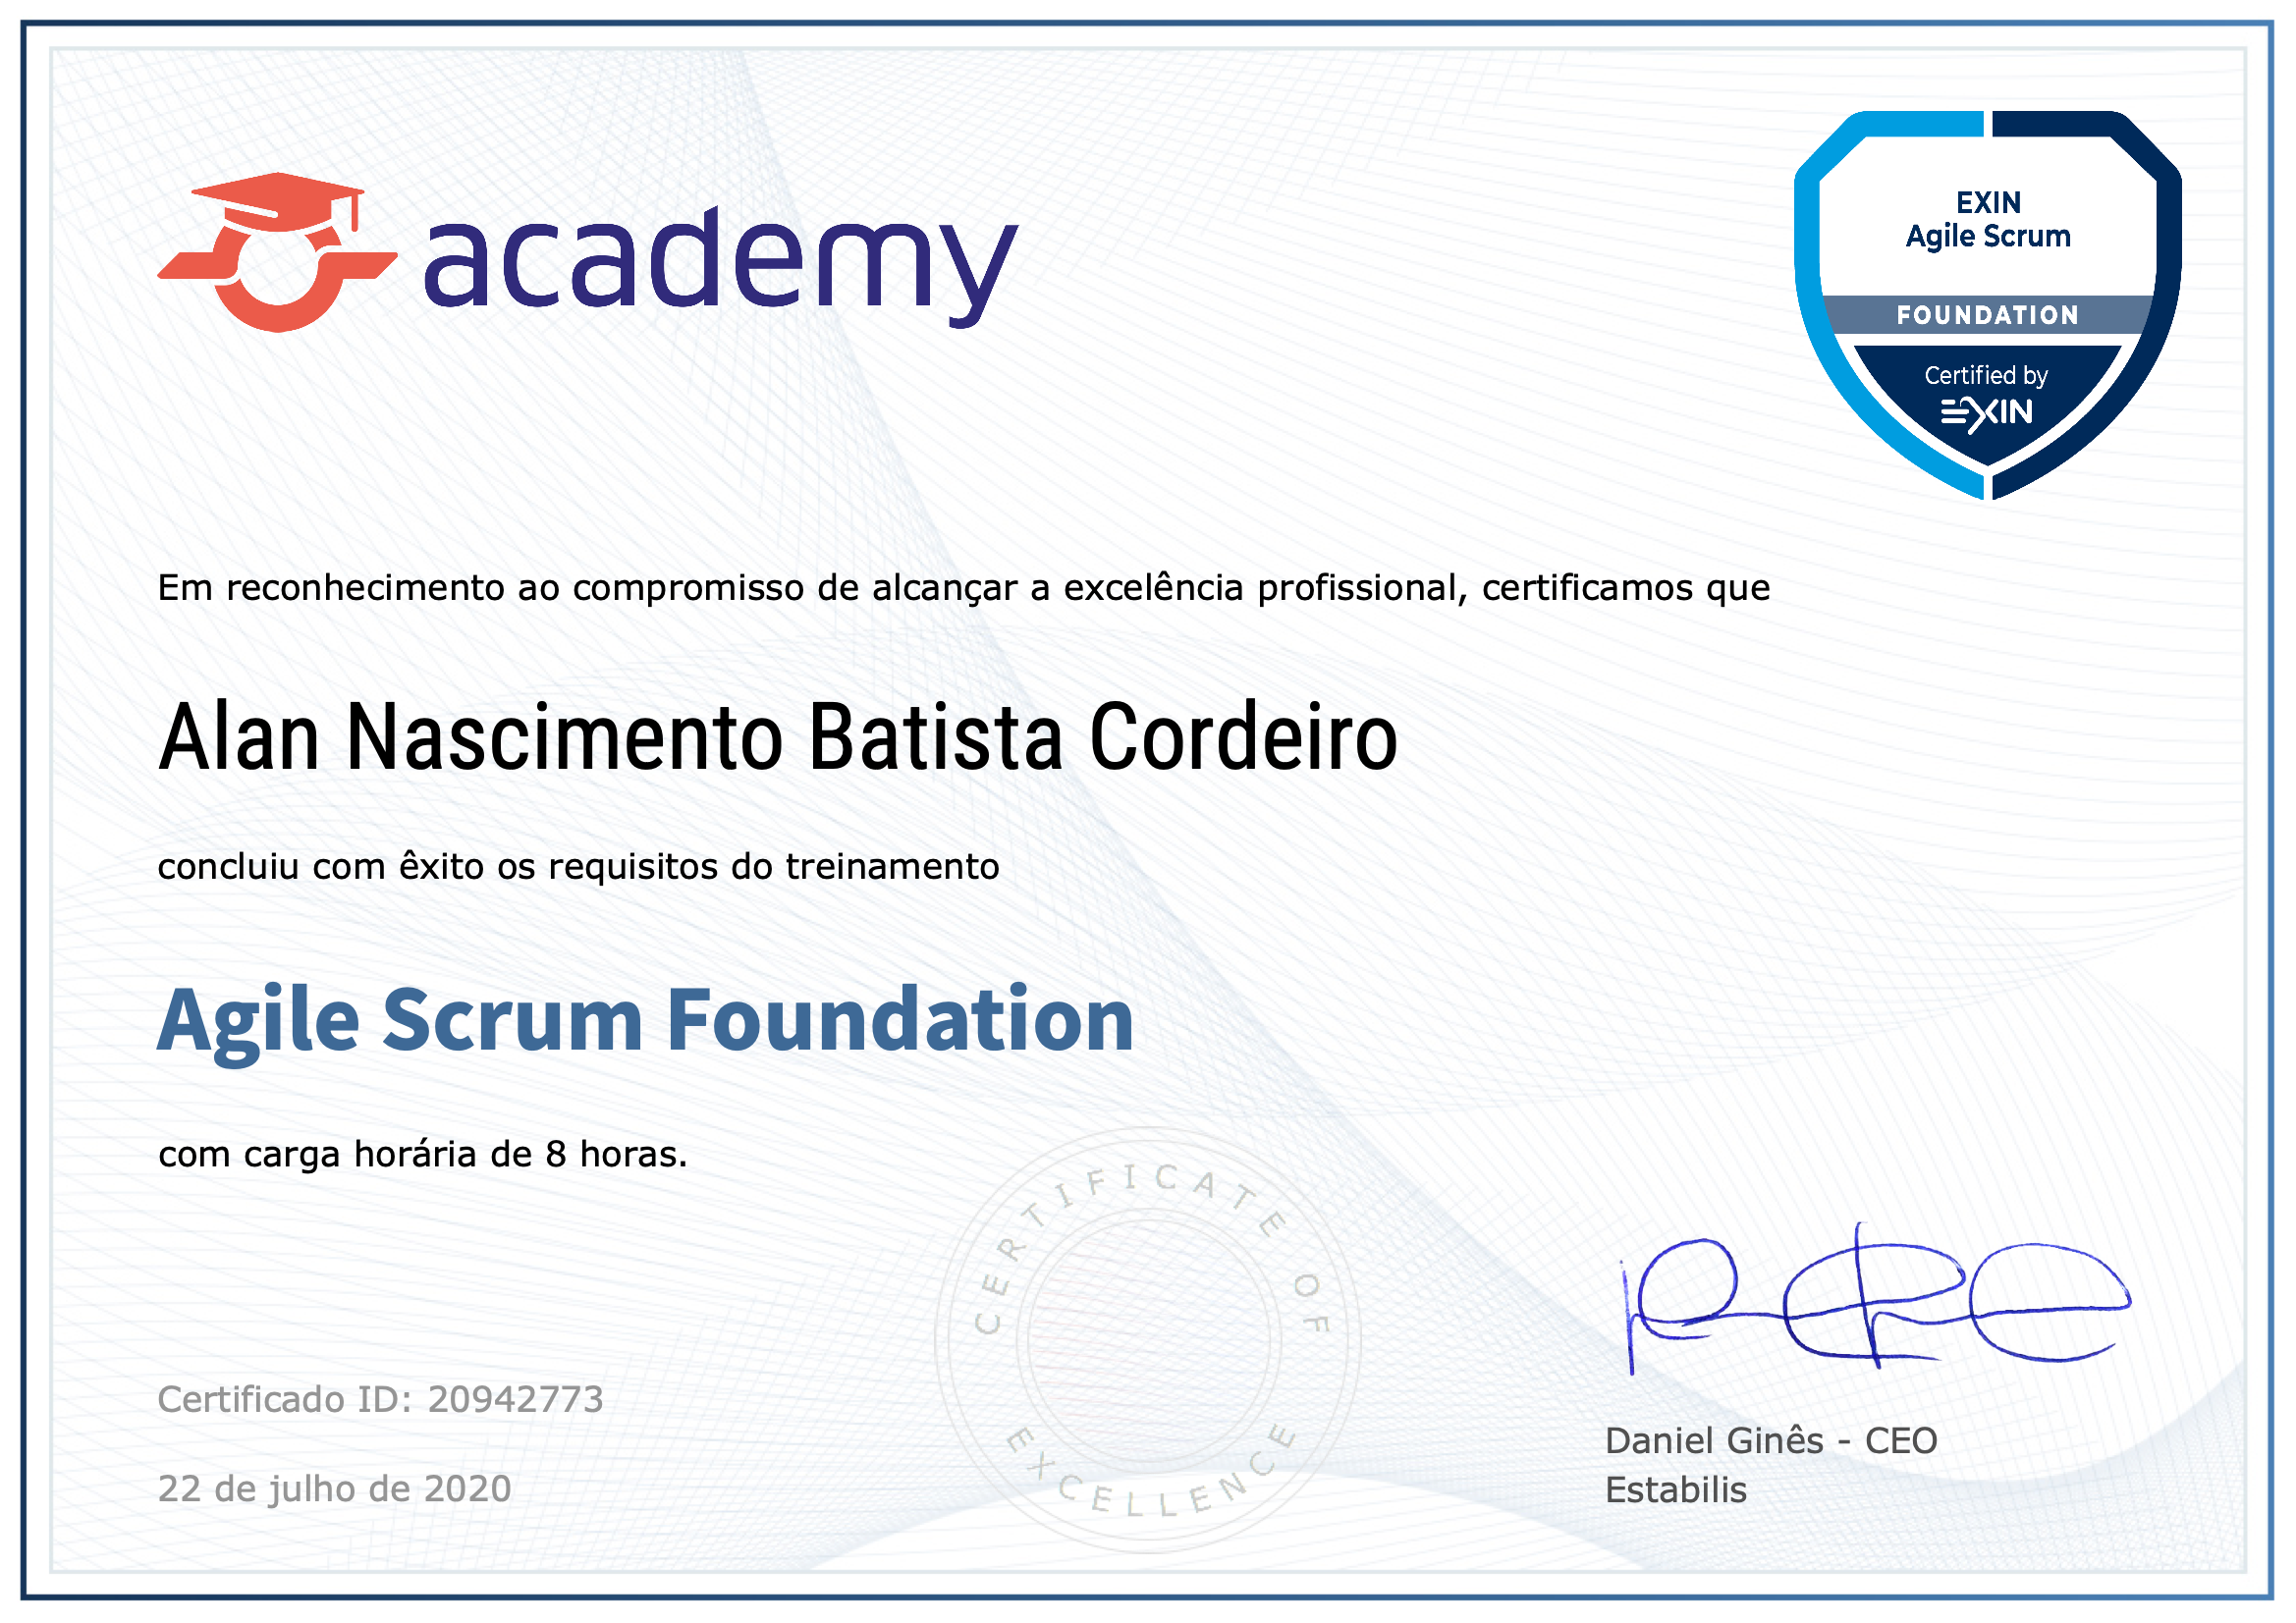 academy
EXIN
Agile Scrum
FOUNDATION
Certified by
EXIN
Em reconhecimento ao compromisso de alcançar a excelência profissional, certificamos que
Alan Nascimento Batista Cordeiro
concluiu com êxito os requisitos do treinamento
Agile Scrum Foundation
com carga horária de 8 horas.
CERTIFICATE OF
EXCELLENCE
Certificado ID: 20942773
22 de julho de 2020
Daniel Ginês - CEO
Estabilis